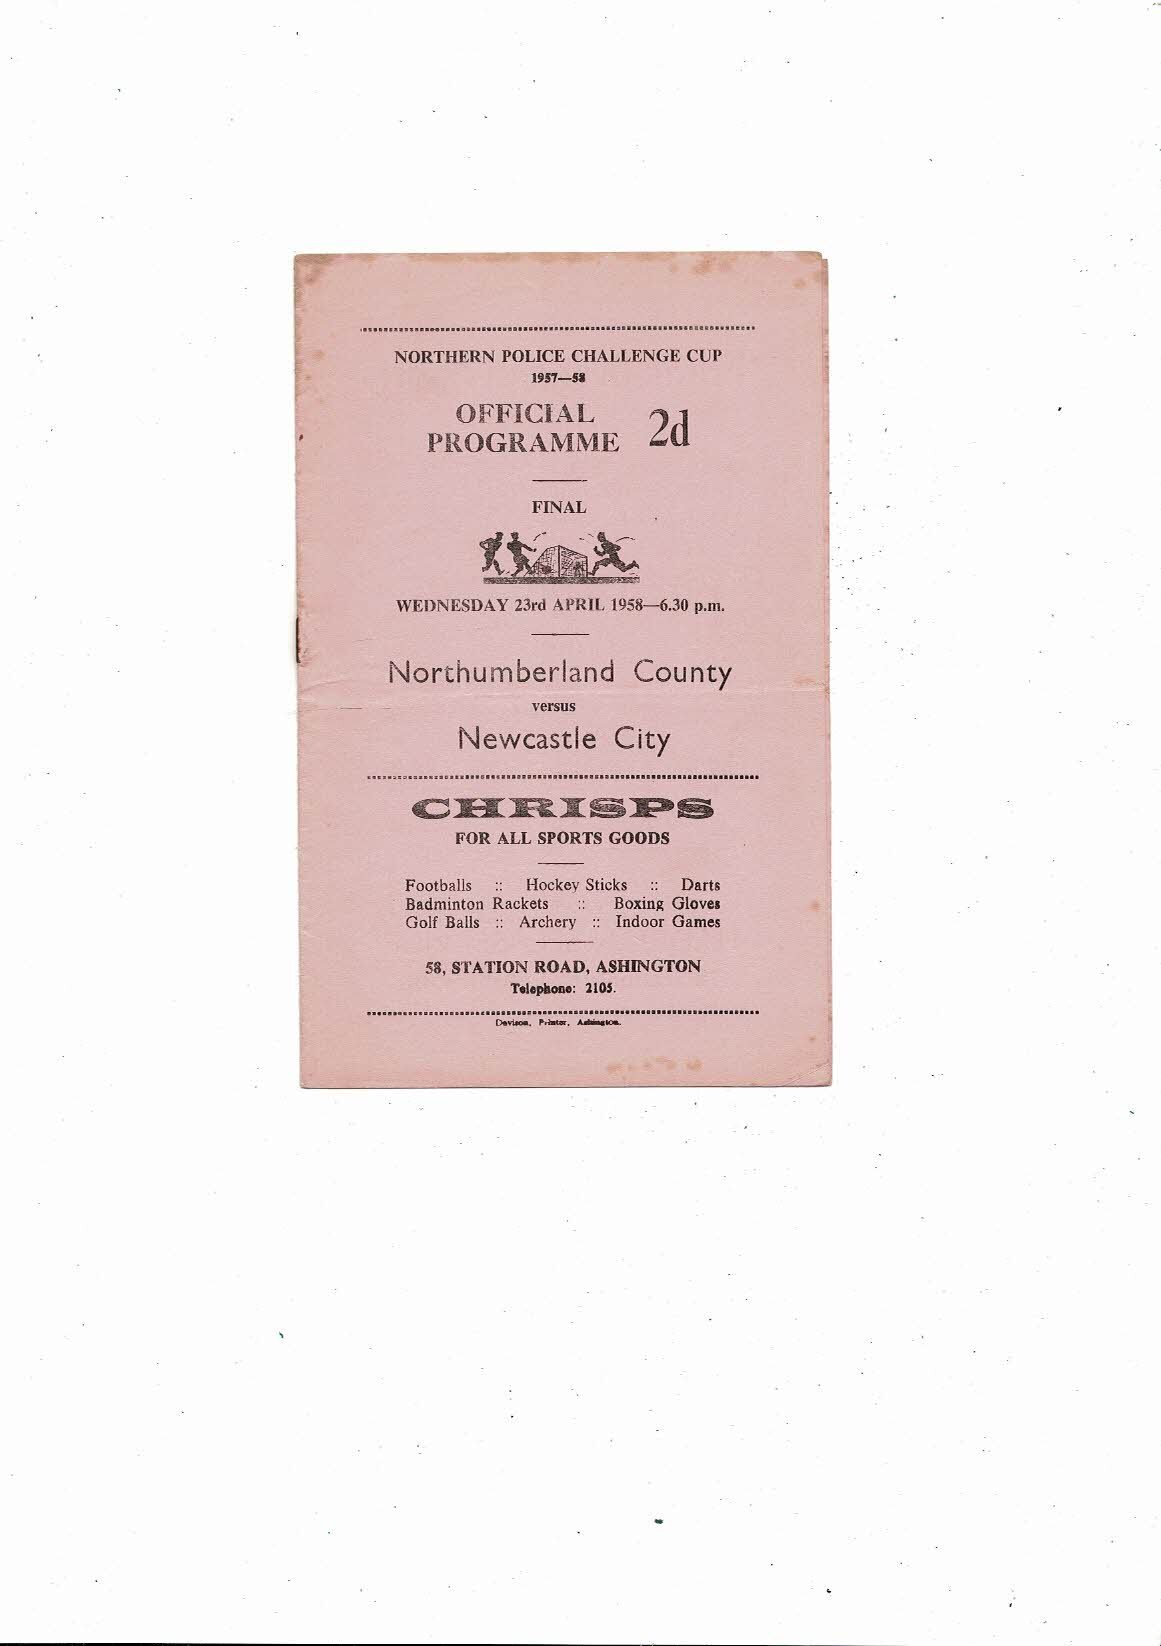 NORTHERN POLICE CHALLENGE CUP
1957—58
OFFICIAL
PROGRAMME 2d
FINAL
WEDNESDAY 23rd APRIL 1958—6.30 p.m.
Northumberland County
versus
Newcastle City
CHRISPS
FOR ALL SPORTS GOODS
Footballs :: Hockey Sticks :: Darts
Badminton Rackets :: Boxing Gloves
Golf Balls :: Archery :: Indoor Games
58, STATION ROAD, ASHINGTON
Telephone: 2105.
Davison, Printer, Ashington.